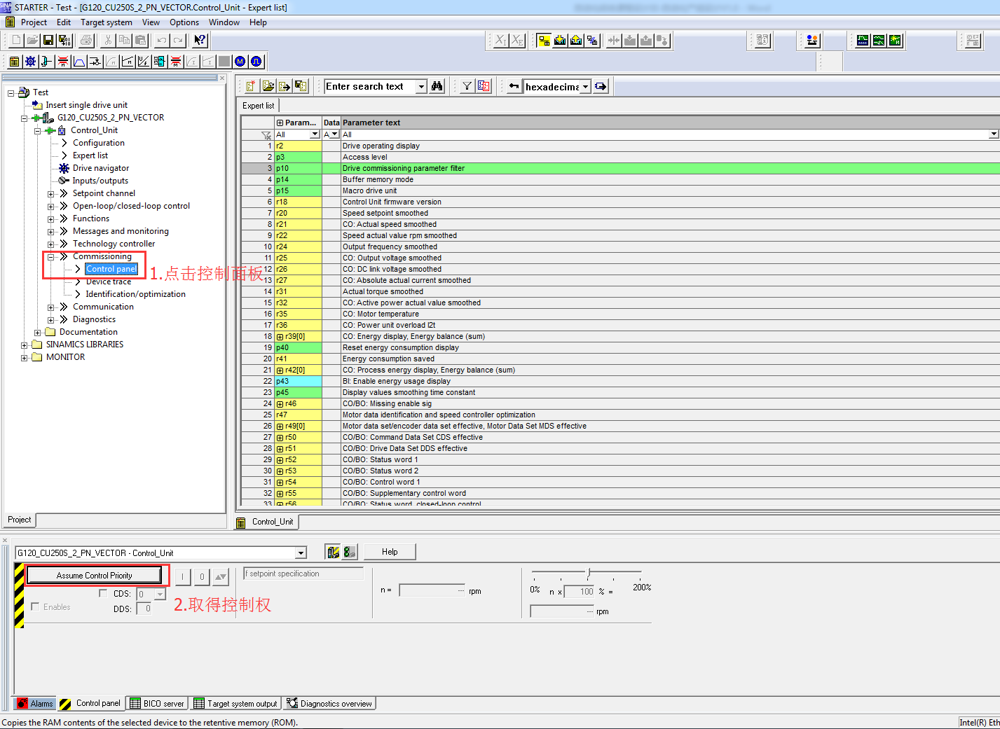 STARTER - Test - [G120_CU250S_2_PN_VECTOR.Control_Unit - Expert list]
Project Edit Target system View Options Window Help
Enter search text
hexadecima
Test
Insert single drive unit
G120_CU250S_2_PN_VECTOR
Control_Unit
Configuration
Expert list
Drive navigator
Inputs/outputs
Setpoint channel
Open-loop/closed-loop control
Functions
Messages and monitoring
Technology controller
Commissioning
Control panel
1.点击控制面板
Device trace
Identification/optimization
Communication
Diagnostics
Documentation
SINAMICS LIBRARIES
MONITOR
Project
Expert list
Param... Data Parameter text
All A All
1 r2 Drive operating display
2 p3 Access level
3 p10 Drive commissioning parameter filter
4 p14 Buffer memory mode
5 p15 Macro drive unit
6 r18 Control Unit firmware version
7 r20 Speed setpoint smoothed
8 r21 CO: Actual speed smoothed
9 r22 Speed actual value rpm smoothed
10 r24 Output frequency smoothed
11 r25 CO: Output voltage smoothed
12 r26 CO: DC link voltage smoothed
13 r27 CO: Absolute actual current smoothed
14 r31 Actual torque smoothed
15 r32 CO: Active power actual value smoothed
16 r35 CO: Motor temperature
17 r36 CO: Power unit overload I2t
18 r39[0] CO: Energy display, Energy balance (sum)
19 p40 Reset energy consumption display
20 r41 Energy consumption saved
21 r42[0] CO: Process energy display, Energy balance (sum)
22 p43 BI: Enable energy usage display
23 p45 Display values smoothing time constant
24 r46 CO/BO: Missing enable sig
25 r47 Motor data identification and speed controller optimization
26 r49[0] Motor data set/encoder data set effective, Motor Data Set MDS effective
27 r50 CO/BO: Command Data Set CDS effective
28 r51 CO/BO: Drive Data Set DDS effective
29 r52 CO/BO: Status word 1
30 r53 CO/BO: Status word 2
31 r54 CO/BO: Control word 1
32 r55 CO/BO: Supplementary control word
33 r56 CO/BO: Status word, closed-loop control
Control_Unit
G120_CU250S_2_PN_VECTOR - Control_Unit
Help
Assume Control Priority
I 0
f setpoint specification
CDS: 0
Enables
DDS: 0
2.取得控制权
n = --- rpm
0% n x 100 % = 200%
--- rpm
Alarms Control panel BICO server Target system output Diagnostics overview
Copies the RAM contents of the selected device to the retentive memory (ROM).
Intel(R) Eth